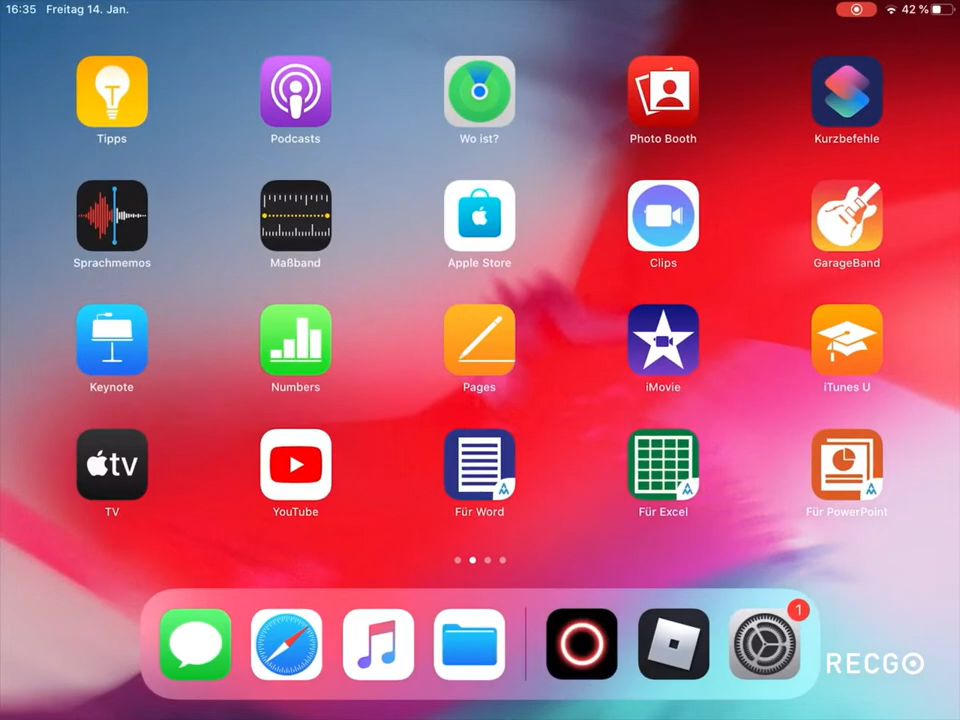 16:35 Freitag 14. Jan. 42 %
Tipps Podcasts Wo ist? Photo Booth Kurzbefehle
Sprachmemos Maßband Apple Store Clips GarageBand
Keynote Numbers Pages iMovie iTunes U
tv
TV YouTube Für Word Für Excel Für PowerPoint
1
RECGO